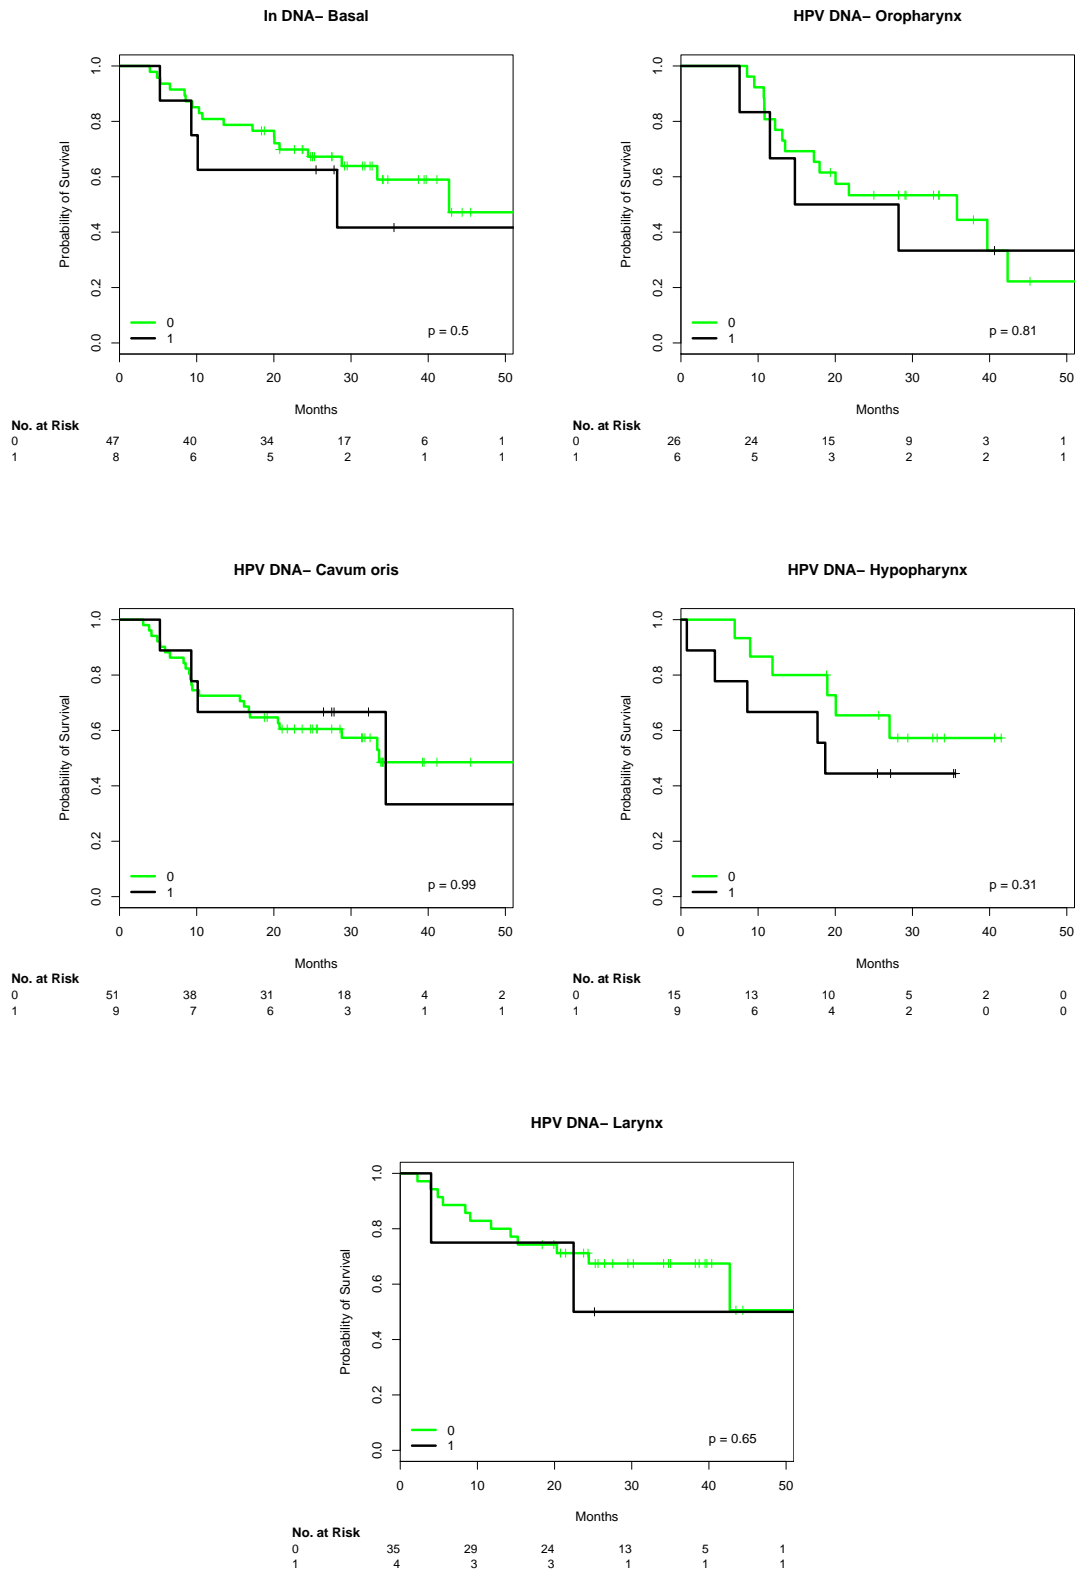 In DNA− Basal
Probability of Survival
1.0
0.8
0.6
0.4
0.2
0.0
0
1
p = 0.5
0 10 20 30 40 50
Months
No. at Risk
0 47 40 34 17 6 1
1 8 6 5 2 1 1
HPV DNA− Oropharynx
Probability of Survival
1.0
0.8
0.6
0.4
0.2
0.0
0
1
p = 0.81
0 10 20 30 40 50
Months
No. at Risk
0 26 24 15 9 3 1
1 6 5 3 2 2 1
HPV DNA− Cavum oris
Probability of Survival
1.0
0.8
0.6
0.4
0.2
0.0
0
1
p = 0.99
0 10 20 30 40 50
Months
No. at Risk
0 51 38 31 18 4 2
1 9 7 6 3 1 1
HPV DNA− Hypopharynx
Probability of Survival
1.0
0.8
0.6
0.4
0.2
0.0
0
1
p = 0.31
0 10 20 30 40 50
Months
No. at Risk
0 15 13 10 5 2 0
1 9 6 4 2 0 0
HPV DNA− Larynx
Probability of Survival
1.0
0.8
0.6
0.4
0.2
0.0
0
1
p = 0.65
0 10 20 30 40 50
Months
No. at Risk
0 35 29 24 13 5 1
1 4 3 3 1 1 1